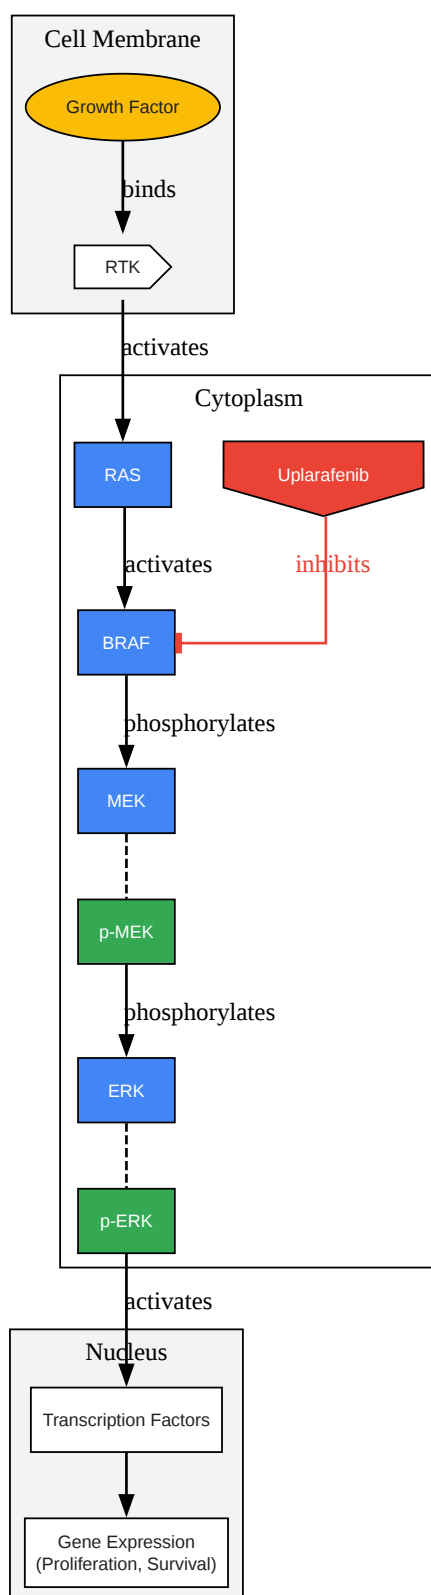 Cell Membrane
Growth Factor
binds
RTK
activates
Cytoplasm
RAS
Uplarafenib
activates
inhibits
BRAF
phosphorylates
MEK
p-MEK
phosphorylates
ERK
p-ERK
activates
Nucleus
Transcription Factors
Gene Expression
(Proliferation, Survival)